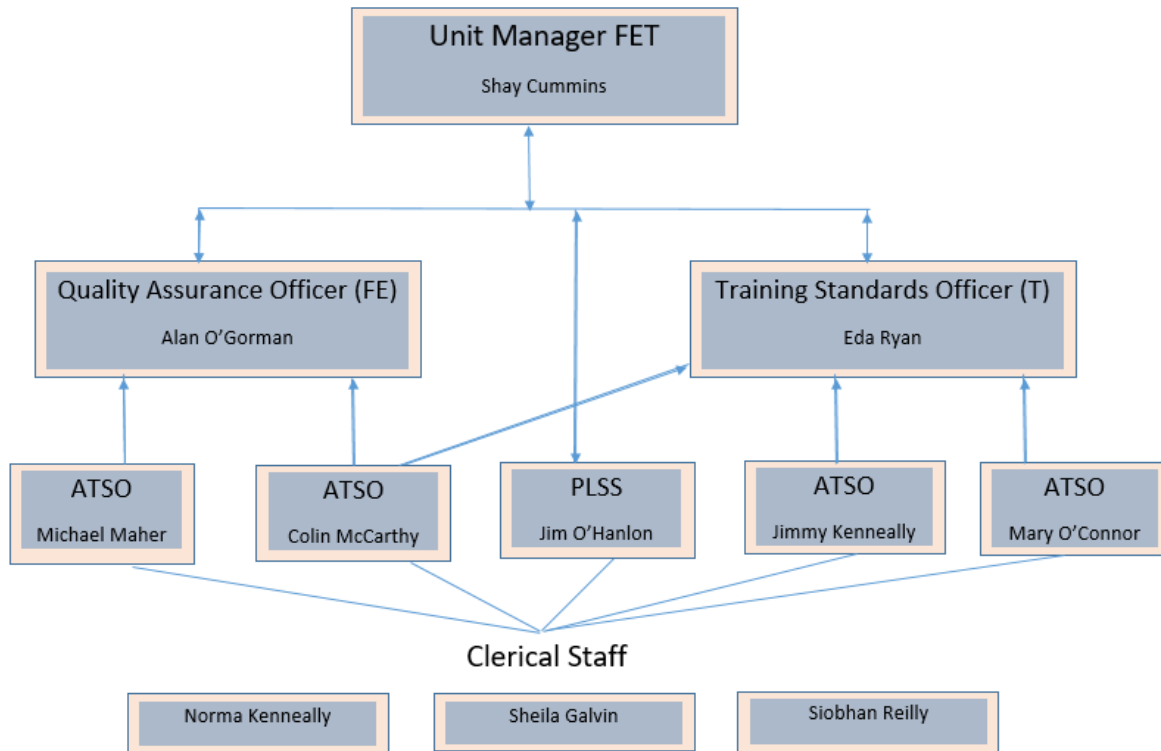 Unit Manager FET
Shay Cummins
Quality Assurance Officer (FE)
Alan O’Gorman
Training Standards Officer (T)
Eda Ryan
ATSO
Michael Maher
ATSO
Colin McCarthy
PLSS
Jim O’Hanlon
ATSO
Jimmy Kenneally
ATSO
Mary O’Connor
Clerical Staff
Norma Kenneally
Sheila Galvin
Siobhan Reilly